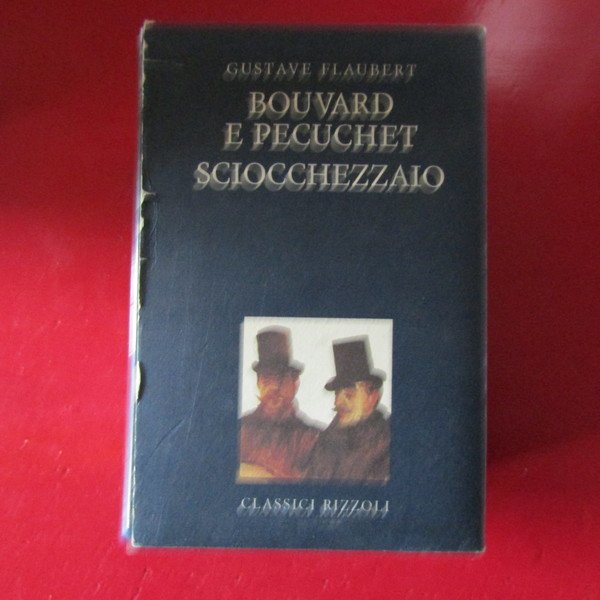 GUSTAVE FLAUBERT
BOUVARD
E PECUCHET
SCIOCCHEZZAIO
CLASSICI RIZZOLI